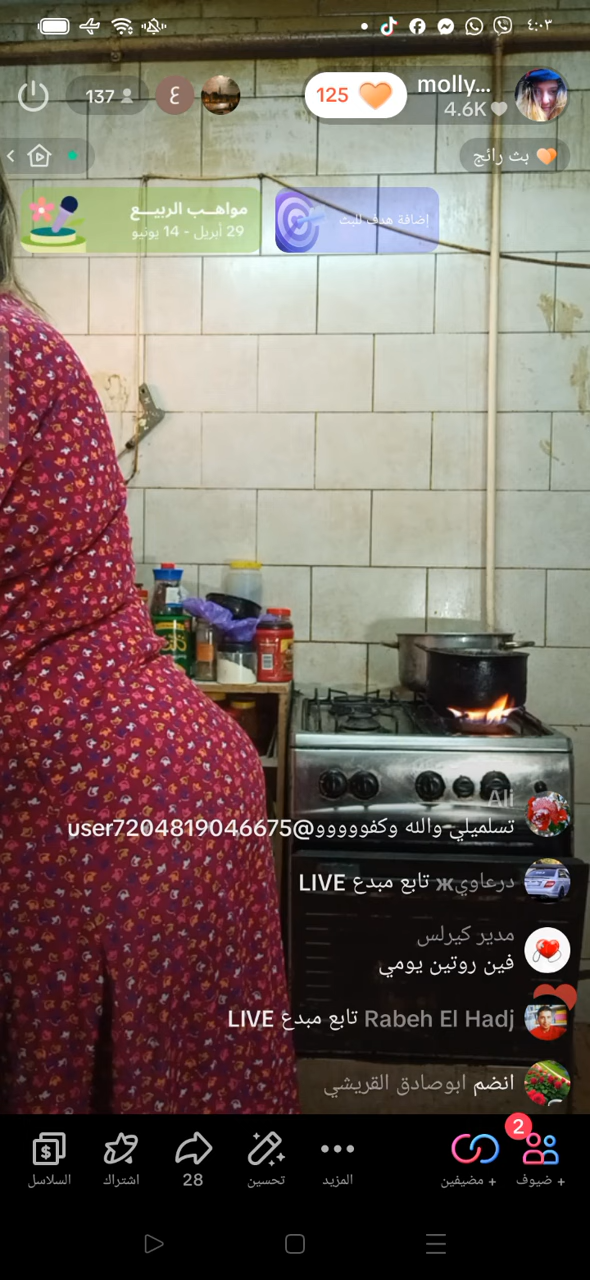 ٤:٠٣
molly...
4.6K
125
ع
137
بث رائج
إضافة هدف للبث
مواهب الربيع
29 أبريل - 14 يونيو
Ali
تسلميلي والله وكفووووو@user7204819046675
درعاويЖ تابع مبدع LIVE
مدير كيرلس
فين روتين يومي
Rabeh El Hadj تابع مبدع LIVE
انضم ابوصادق القريشي
2
+ ضيوف
+ مضيفين
المزيد
تحسين
28
اشتراك
السلاسل